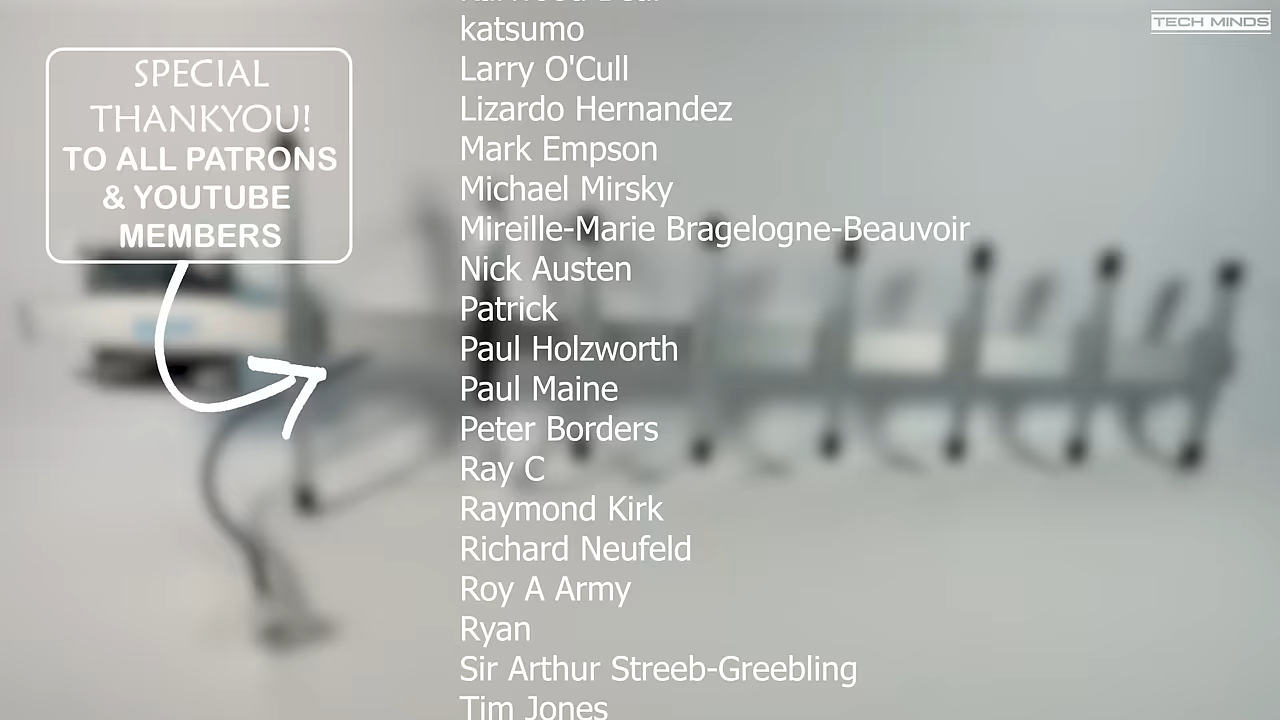 TECH MINDS
SPECIAL
THANKYOU!
TO ALL PATRONS
& YOUTUBE
MEMBERS
katsumo
Larry O'Cull
Lizardo Hernandez
Mark Empson
Michael Mirsky
Mireille-Marie Bragelogne-Beauvoir
Nick Austen
Patrick
Paul Holzworth
Paul Maine
Peter Borders
Ray C
Raymond Kirk
Richard Neufeld
Roy A Army
Ryan
Sir Arthur Streeb-Greebling
Tim Jones